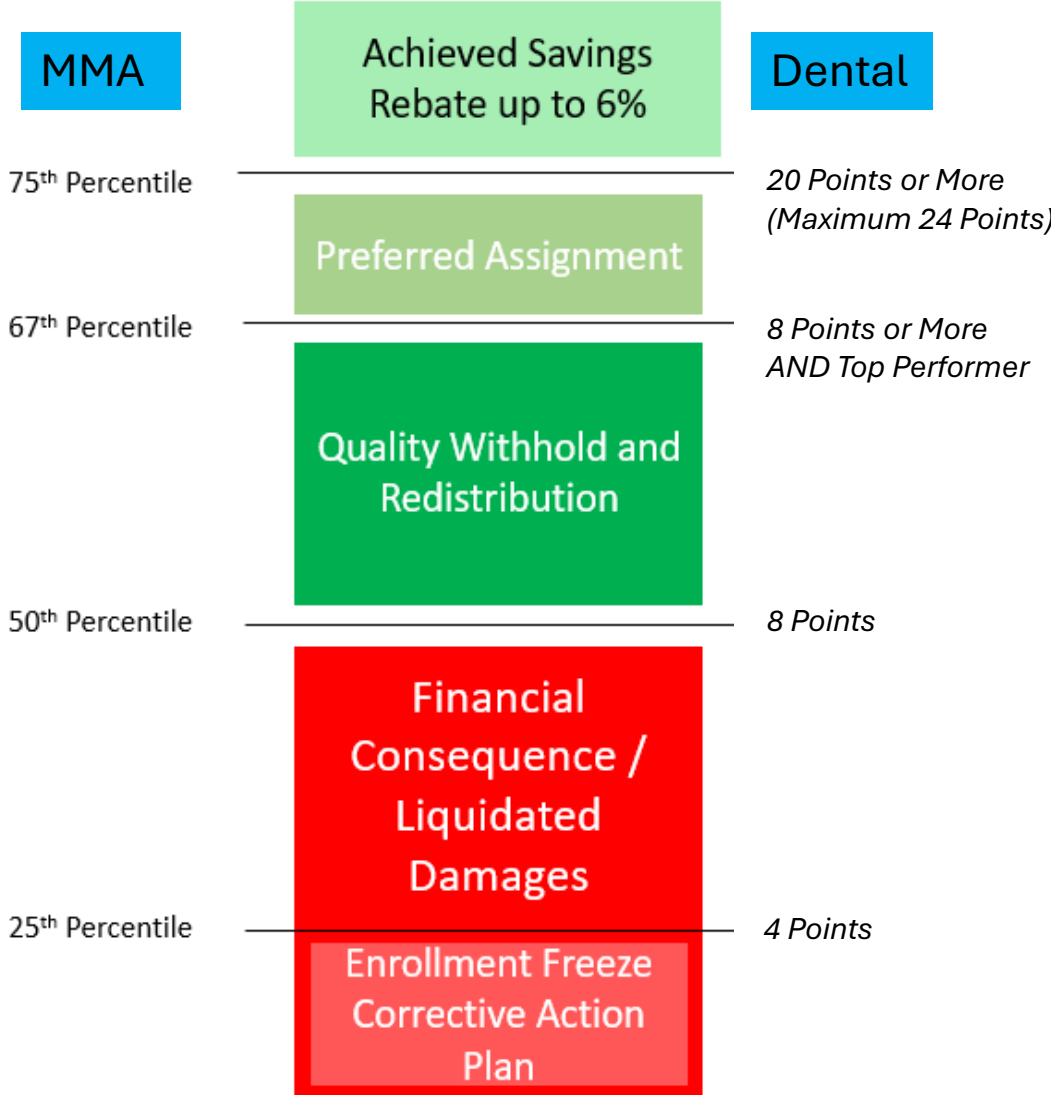 MMA
Achieved Savings
Rebate up to 6%
Dental
75th Percentile
20 Points or More
(Maximum 24 Points)
Preferred Assignment
67th Percentile
8 Points or More
AND Top Performer
Quality Withhold and
Redistribution
50th Percentile
8 Points
Financial
Consequence /
Liquidated
Damages
25th Percentile
4 Points
Enrollment Freeze
Corrective Action
Plan